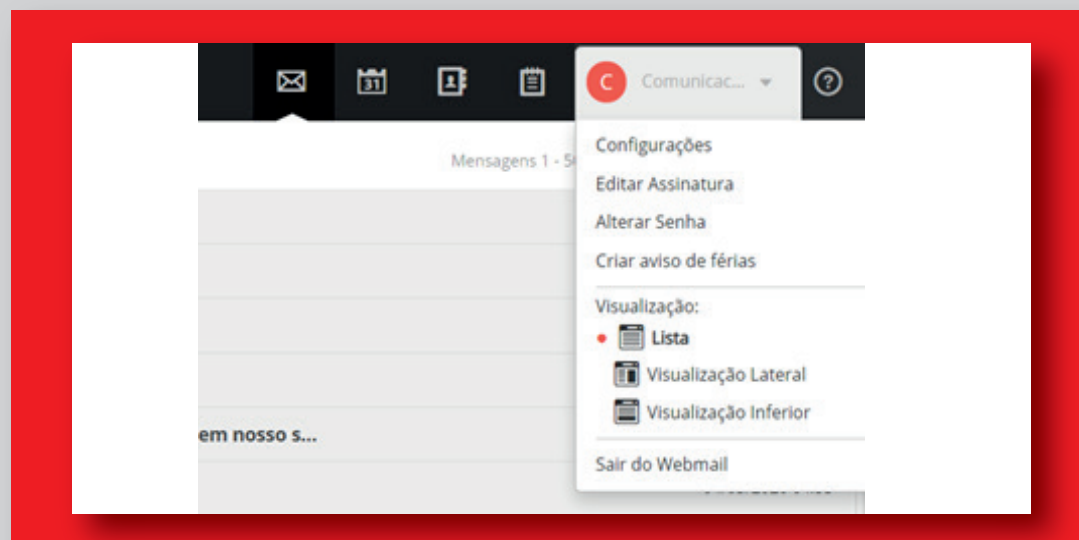 31
C Comunicac... ?
Mensagens 1 - 5
Configurações
Editar Assinatura
Alterar Senha
Criar aviso de férias
Visualização:
Lista
Visualização Lateral
Visualização Inferior
em nosso s...
Sair do Webmail